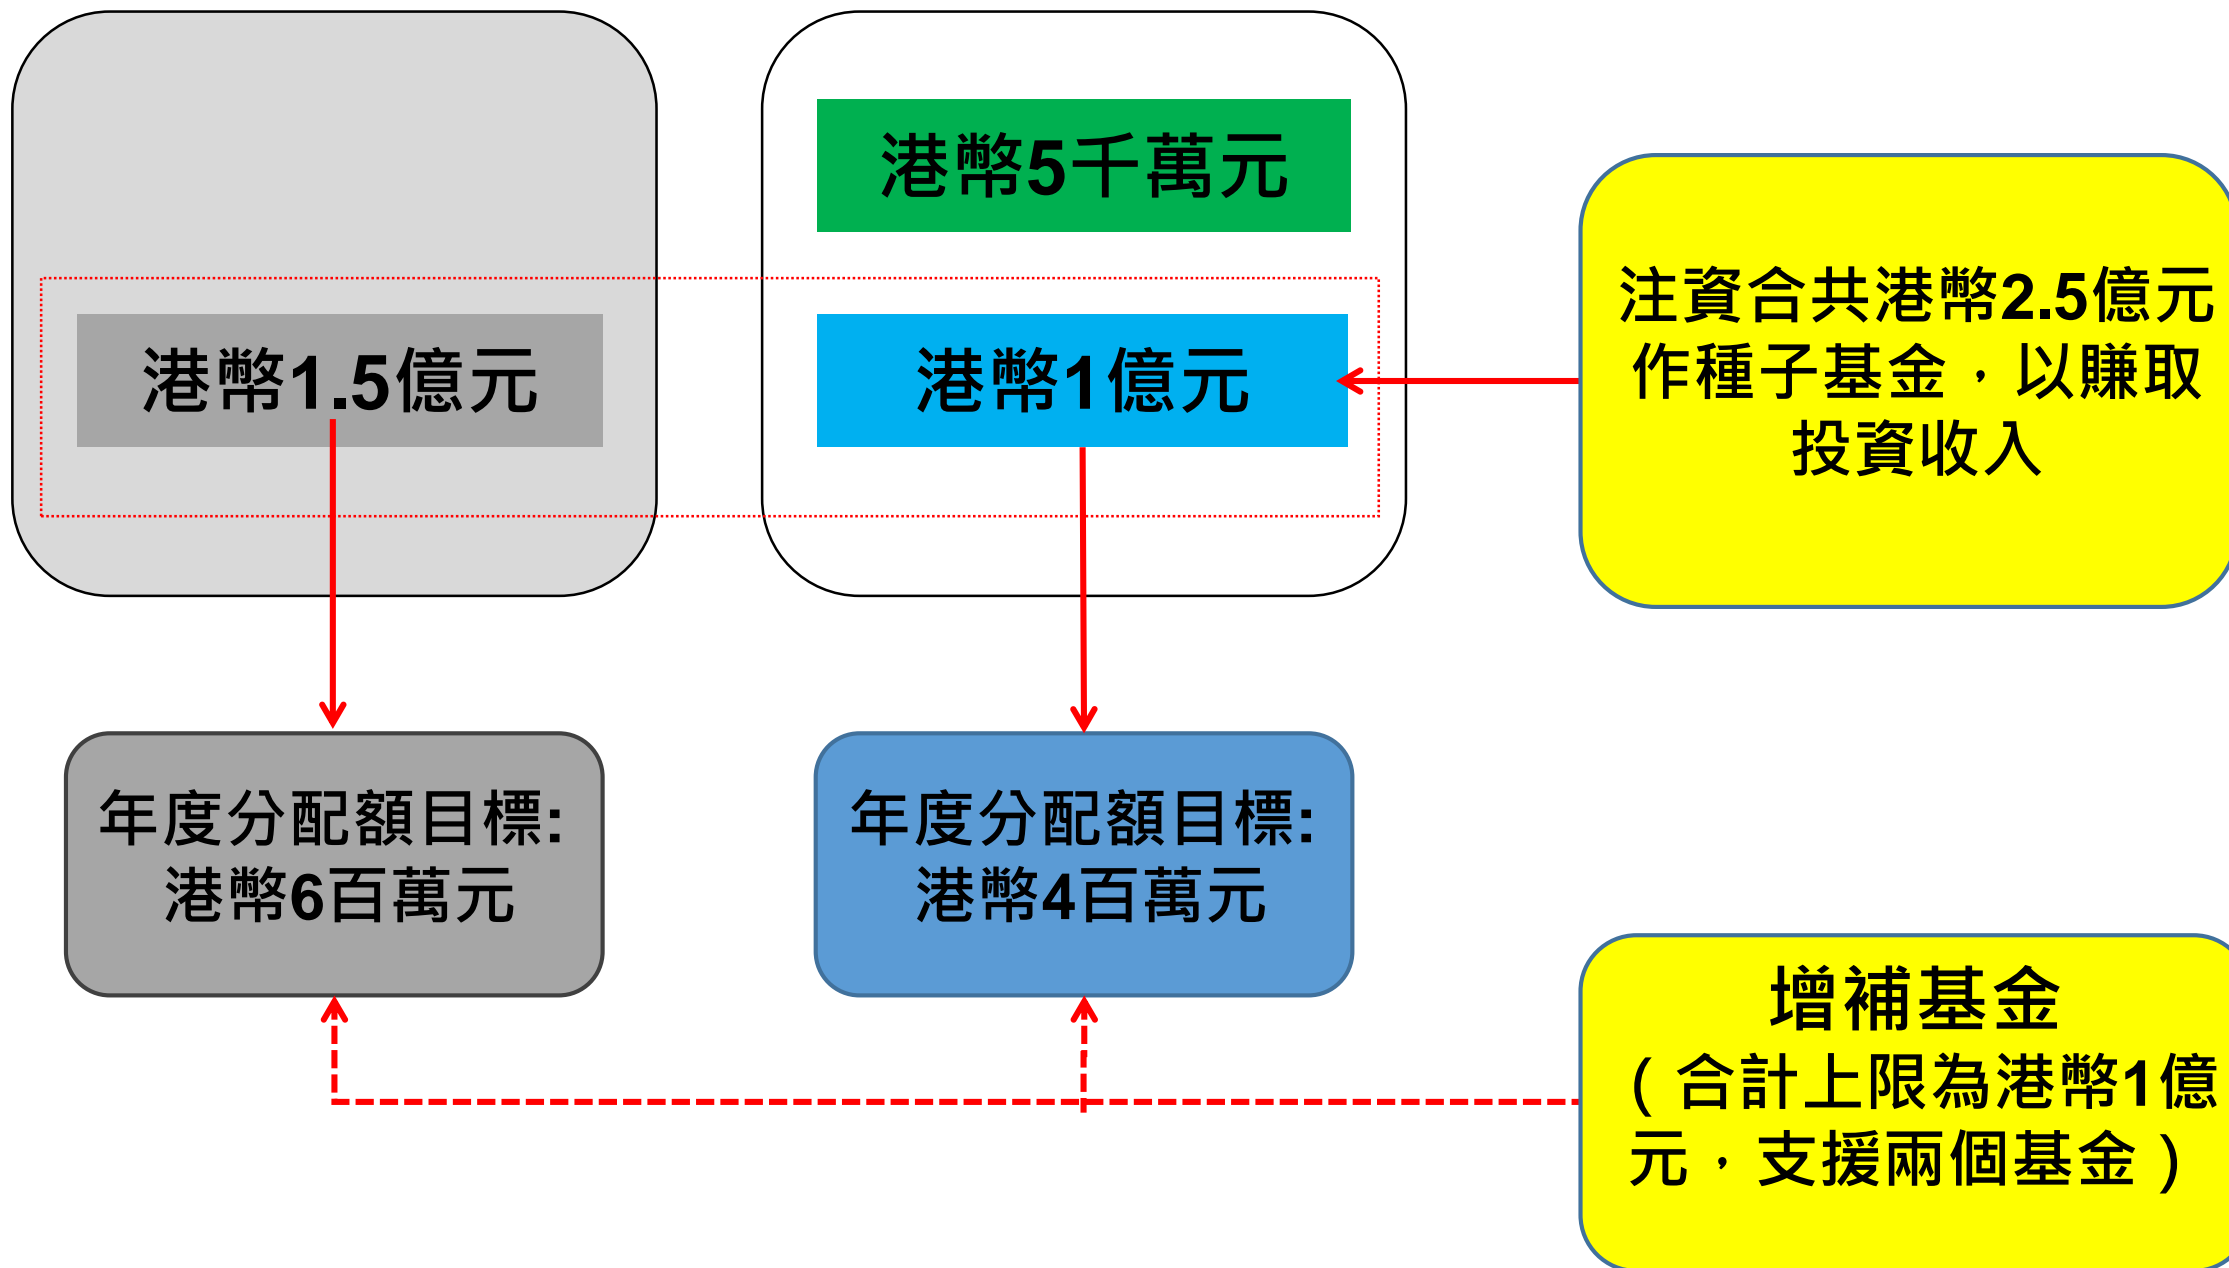 港幣5千萬元
港幣1.5億元
港幣1億元
注資合共港幣2.5億元
作種子基金，以賺取
投資收入
年度分配額目標:
港幣6百萬元
年度分配額目標:
港幣4百萬元
增補基金
（合計上限為港幣1億
元，支援兩個基金）